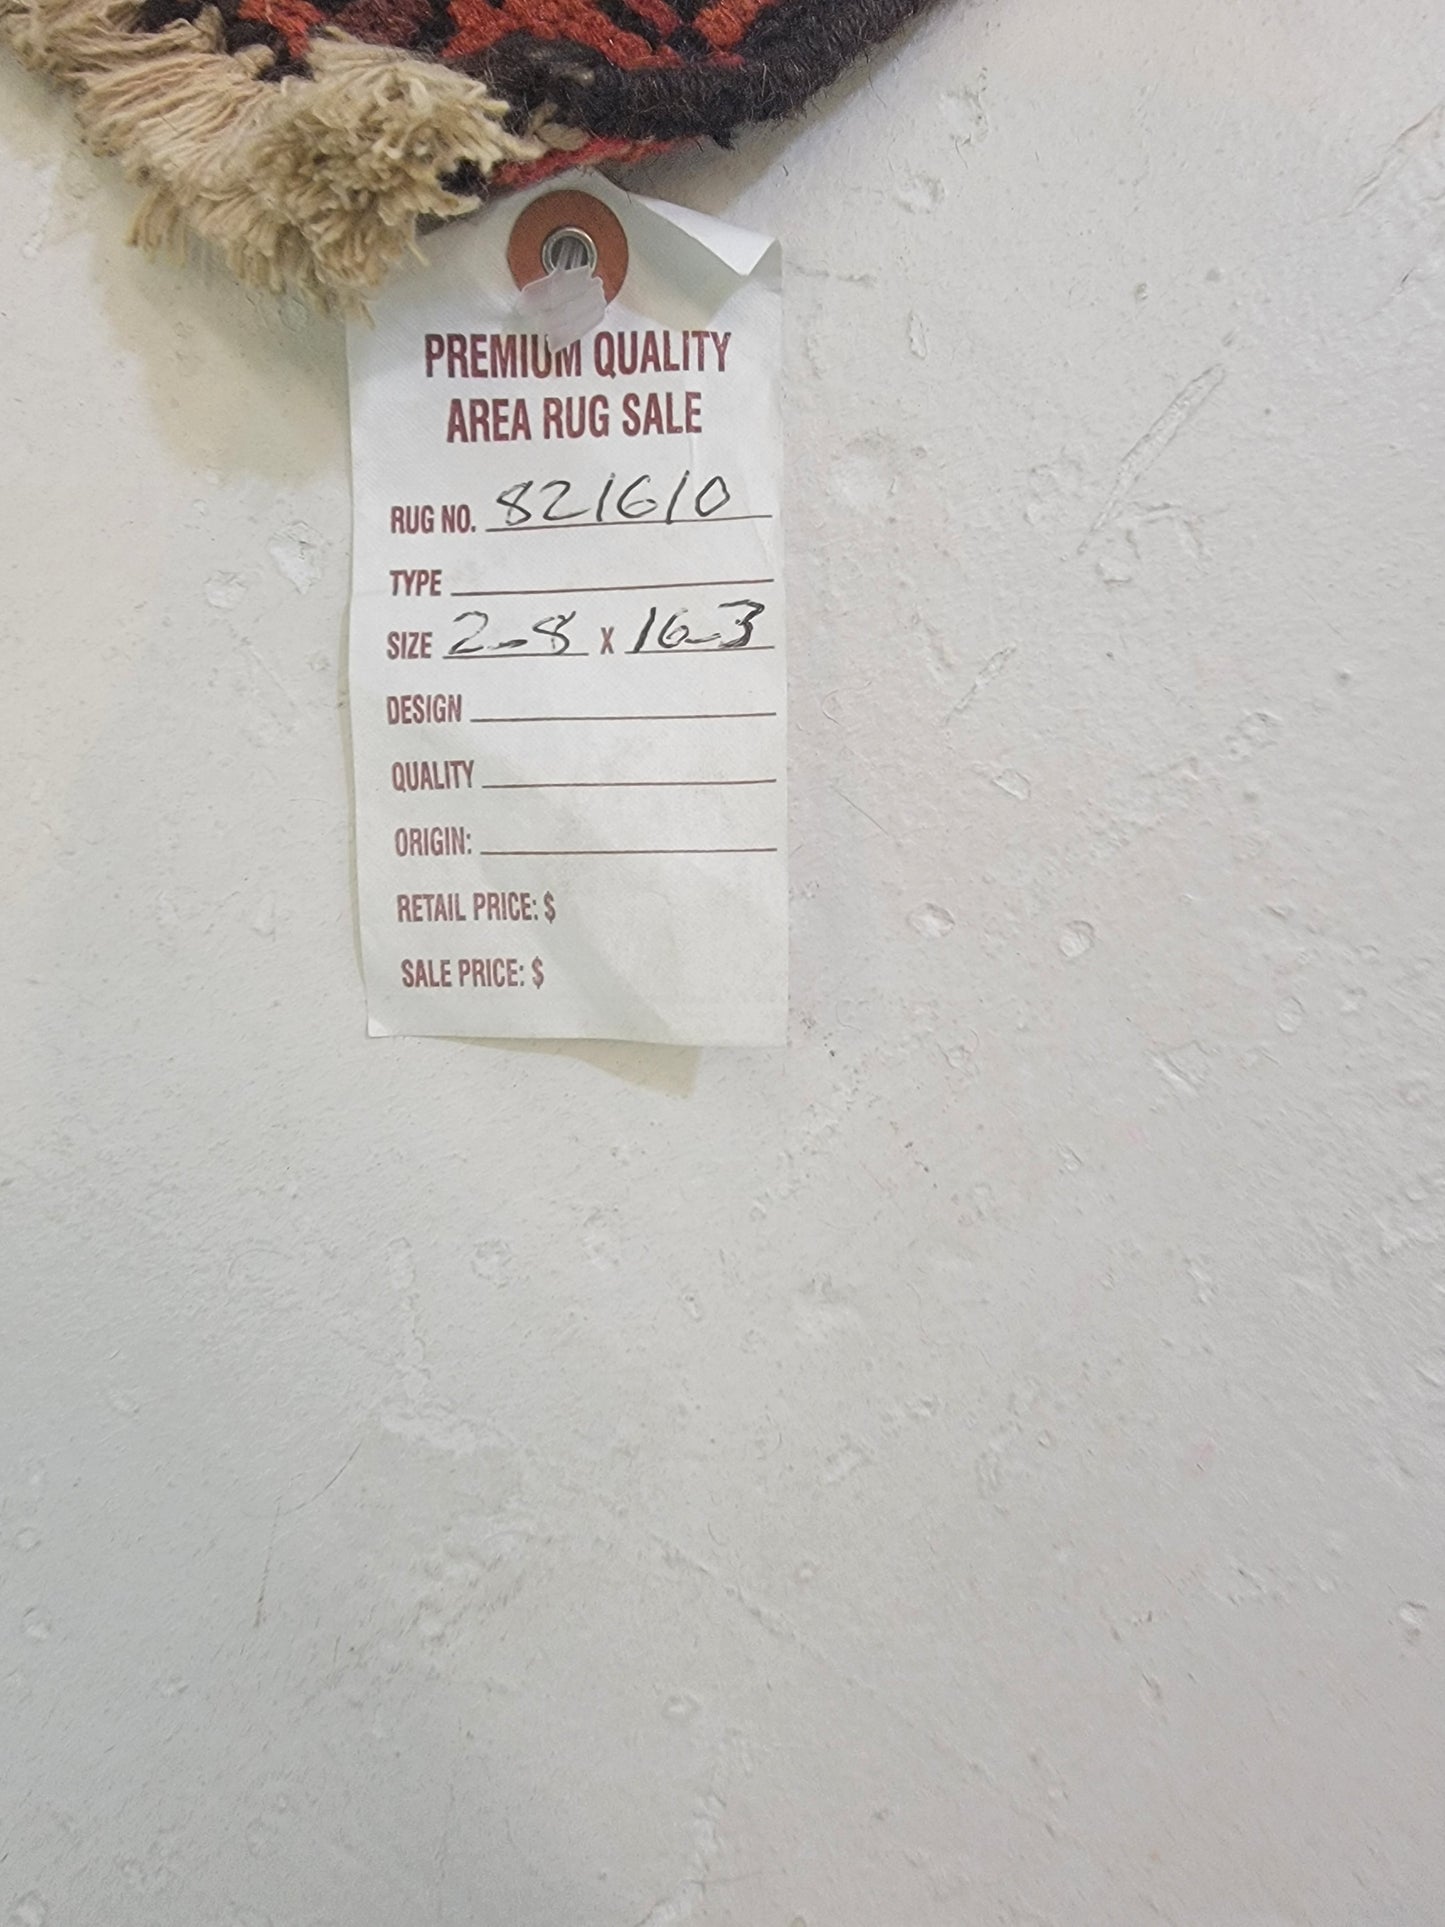 PREMIUM QUALITY
AREA RUG SALE
RUG NO. 821610
TYPE
SIZE 2-8 X 16-3
DESIGN
QUALITY
ORIGIN:
RETAIL PRICE: $
SALE PRICE: $